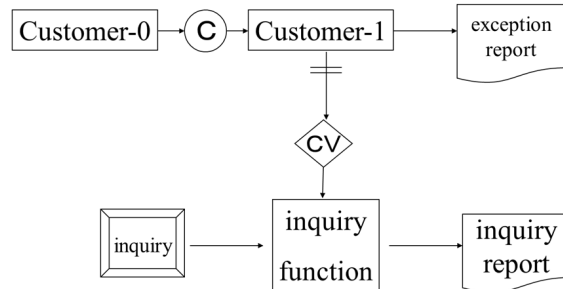 Customer-0
C
Customer-1
exception
report
CV
inquiry
inquiry
function
inquiry
report